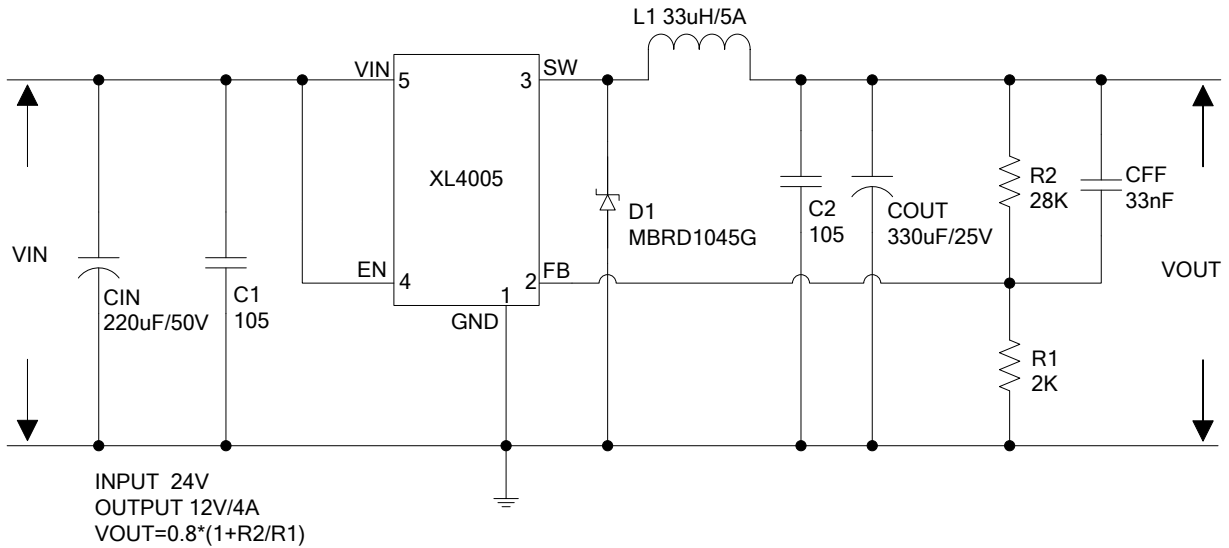 L1 33uH/5A
VIN
5
3
SW
XL4005
R2
28K
CFF
33nF
D1
MBRD1045G
C2
105
COUT
330uF/25V
VIN
EN
4
2
FB
VOUT
CIN
220uF/50V
C1
105
1
GND
R1
2K
INPUT 24V
OUTPUT 12V/4A
VOUT=0.8*(1+R2/R1)